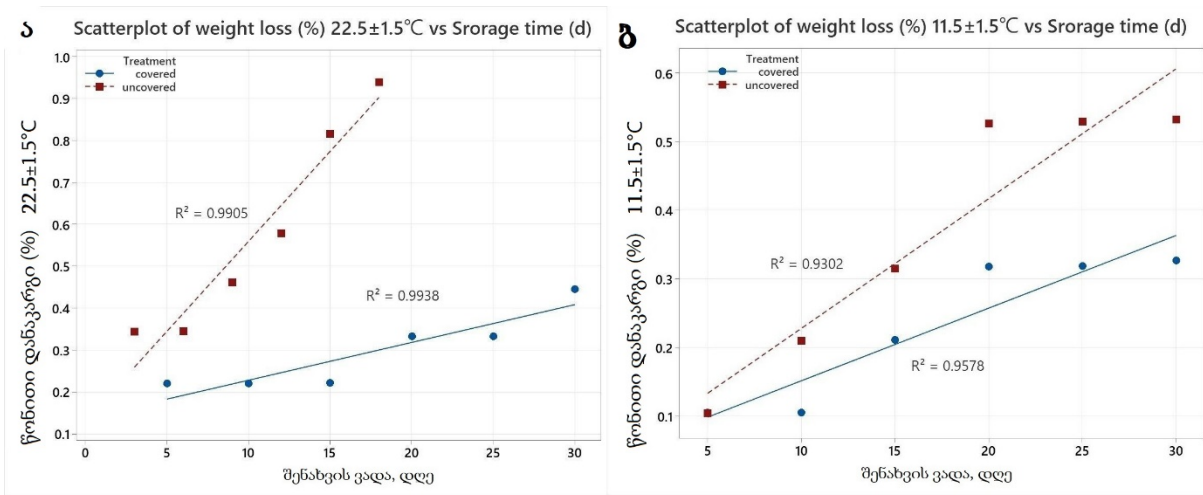 ა
Scatterplot of weight loss (%) 22.5±1.5°C vs Srorage time (d)
Treatment
covered
uncovered
1.0
0.9
0.8
0.7
0.6
0.5
0.4
0.3
0.2
0.1
წონითი დანაკარგი (%) 22.5±1.5°C
R² = 0.9905
R² = 0.9938
0 5 10 15 20 25 30
შენახვის ვადა, დღე
ბ
Scatterplot of weight loss (%) 11.5±1.5°C vs Srorage time (d)
Treatment
covered
uncovered
0.6
0.5
0.4
0.3
0.2
0.1
წონითი დანაკარგი (%) 11.5±1.5°C
R² = 0.9302
R² = 0.9578
5 10 15 20 25 30
შენახვის ვადა, დღე